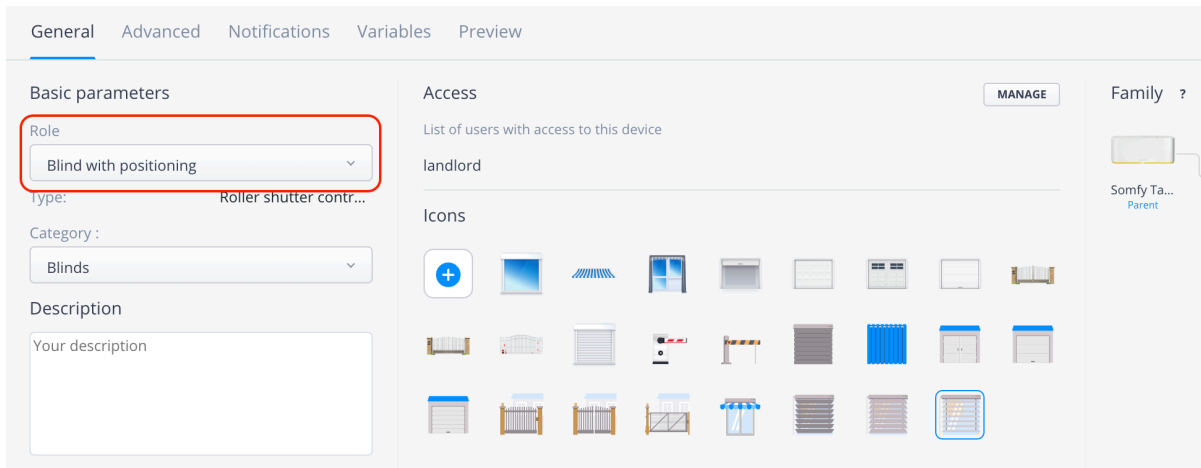 General Advanced Notifications Variables Preview
Basic parameters
Role
Blind with positioning
Type: Roller shutter contr...
Category :
Blinds
Description
Your description
Access MANAGE
List of users with access to this device
landlord
Icons
Family ?
Somfy Ta...
Parent